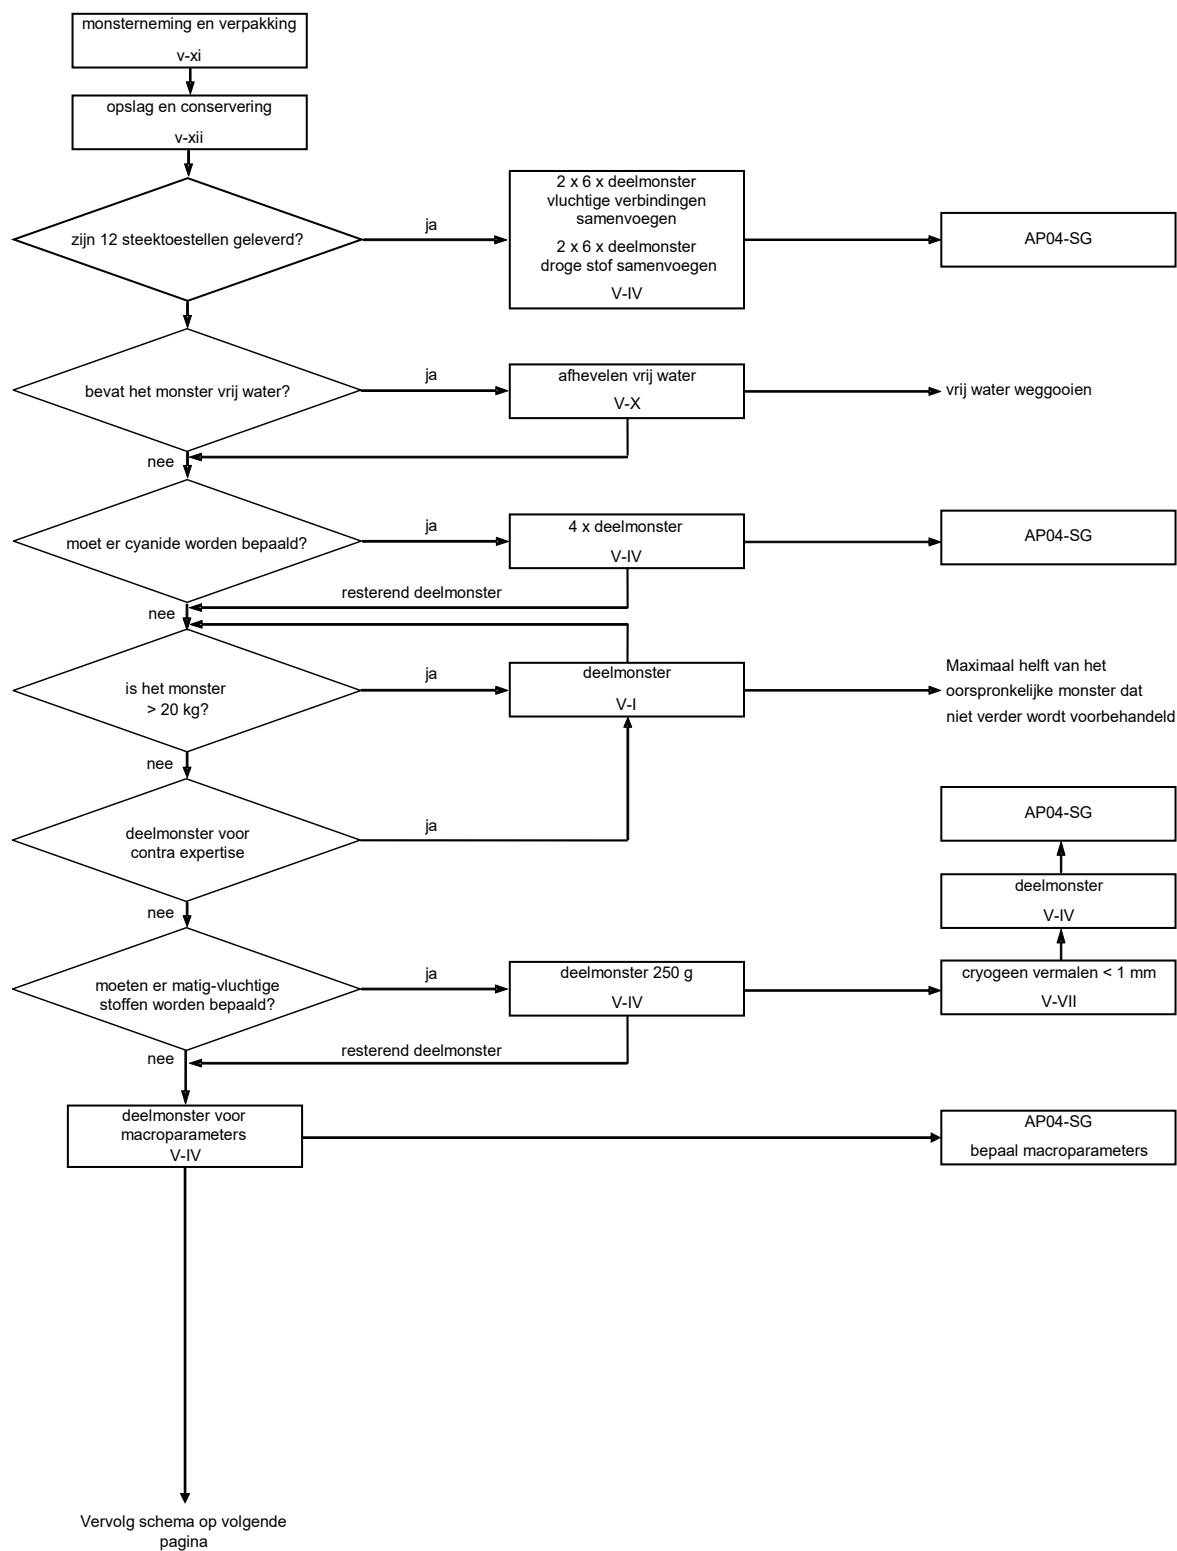 monsterneming en verpakking
v-xi
opslag en conservering
v-xii
zijn 12 steektoestellen geleverd?
ja
2 x 6 x deelmonster
vluchtige verbindingen
samenvoegen
2 x 6 x deelmonster
droge stof samenvoegen
V-IV
AP04-SG
bevat het monster vrij water?
ja
afhevelen vrij water
V-X
vrij water weggooien
nee
moet er cyanide worden bepaald?
ja
4 x deelmonster
V-IV
AP04-SG
resterend deelmonster
nee
is het monster
> 20 kg?
ja
deelmonster
V-I
Maximaal helft van het
oorspronkelijke monster dat
niet verder wordt voorbehandeld
nee
deelmonster voor
contra expertise
ja
AP04-SG
deelmonster
V-IV
nee
moeten er matig-vluchtige
stoffen worden bepaald?
ja
deelmonster 250 g
V-IV
cryogeen vermalen < 1 mm
V-VII
resterend deelmonster
nee
deelmonster voor
macroparameters
V-IV
AP04-SG
bepaal macroparameters
Vervolg schema op volgende
pagina